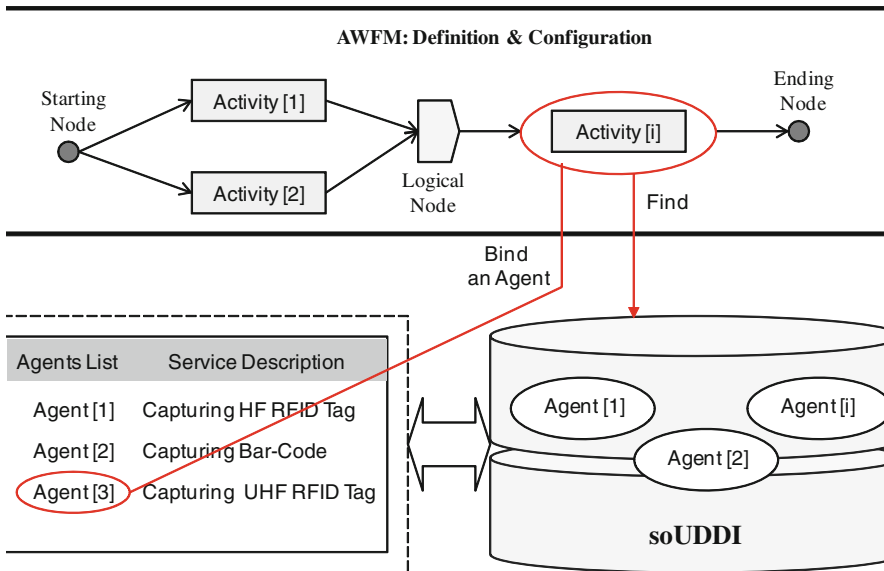 AWFM: Definition & Configuration
Starting
Node
Activity [1]
Activity [2]
Logical
Node
Activity [i]
Ending
Node
Find
Bind
an Agent
Agents List Service Description
Agent [1] Capturing HF RFID Tag
Agent [2] Capturing Bar-Code
Agent [3] Capturing UHF RFID Tag
Agent [1]
Agent [i]
Agent [2]
soUDDI